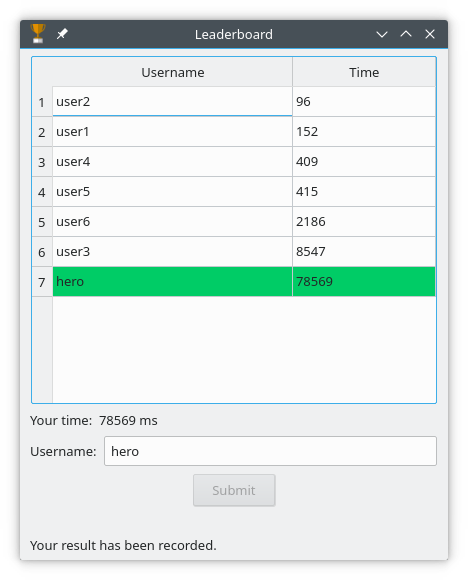 Leaderboard
Username Time
1 user2 96
2 user1 152
3 user4 409
4 user5 415
5 user6 2186
6 user3 8547
7 hero 78569
Your time: 78569 ms
Username: hero
Submit
Your result has been recorded.